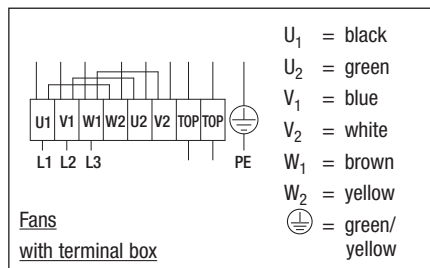 U1 V1 W1 W2 U2 V2 TOP TOP
L1 L2 L3 PE
Fans
with terminal box
U₁ = black
U₂ = green
V₁ = blue
V₂ = white
W₁ = brown
W₂ = yellow
= green/
yellow